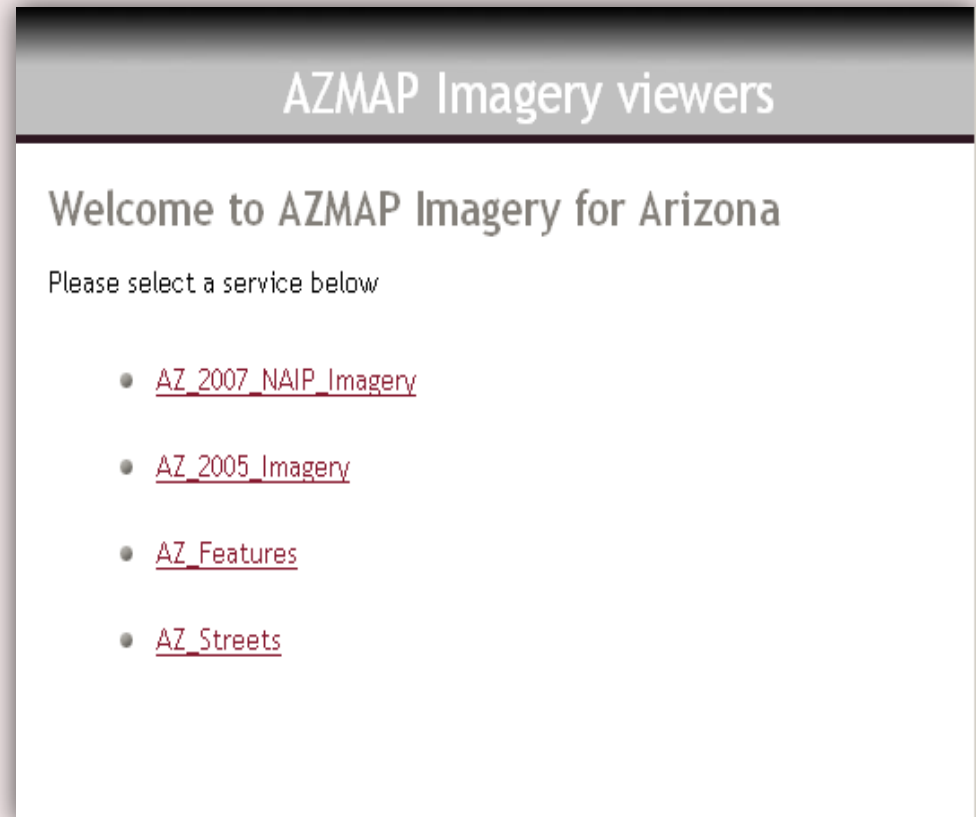 AZMAP Imagery viewers
Welcome to AZMAP Imagery for Arizona
Please select a service below
AZ_2007_NAIP_Imagery
AZ_2005_Imagery
AZ_Features
AZ_Streets